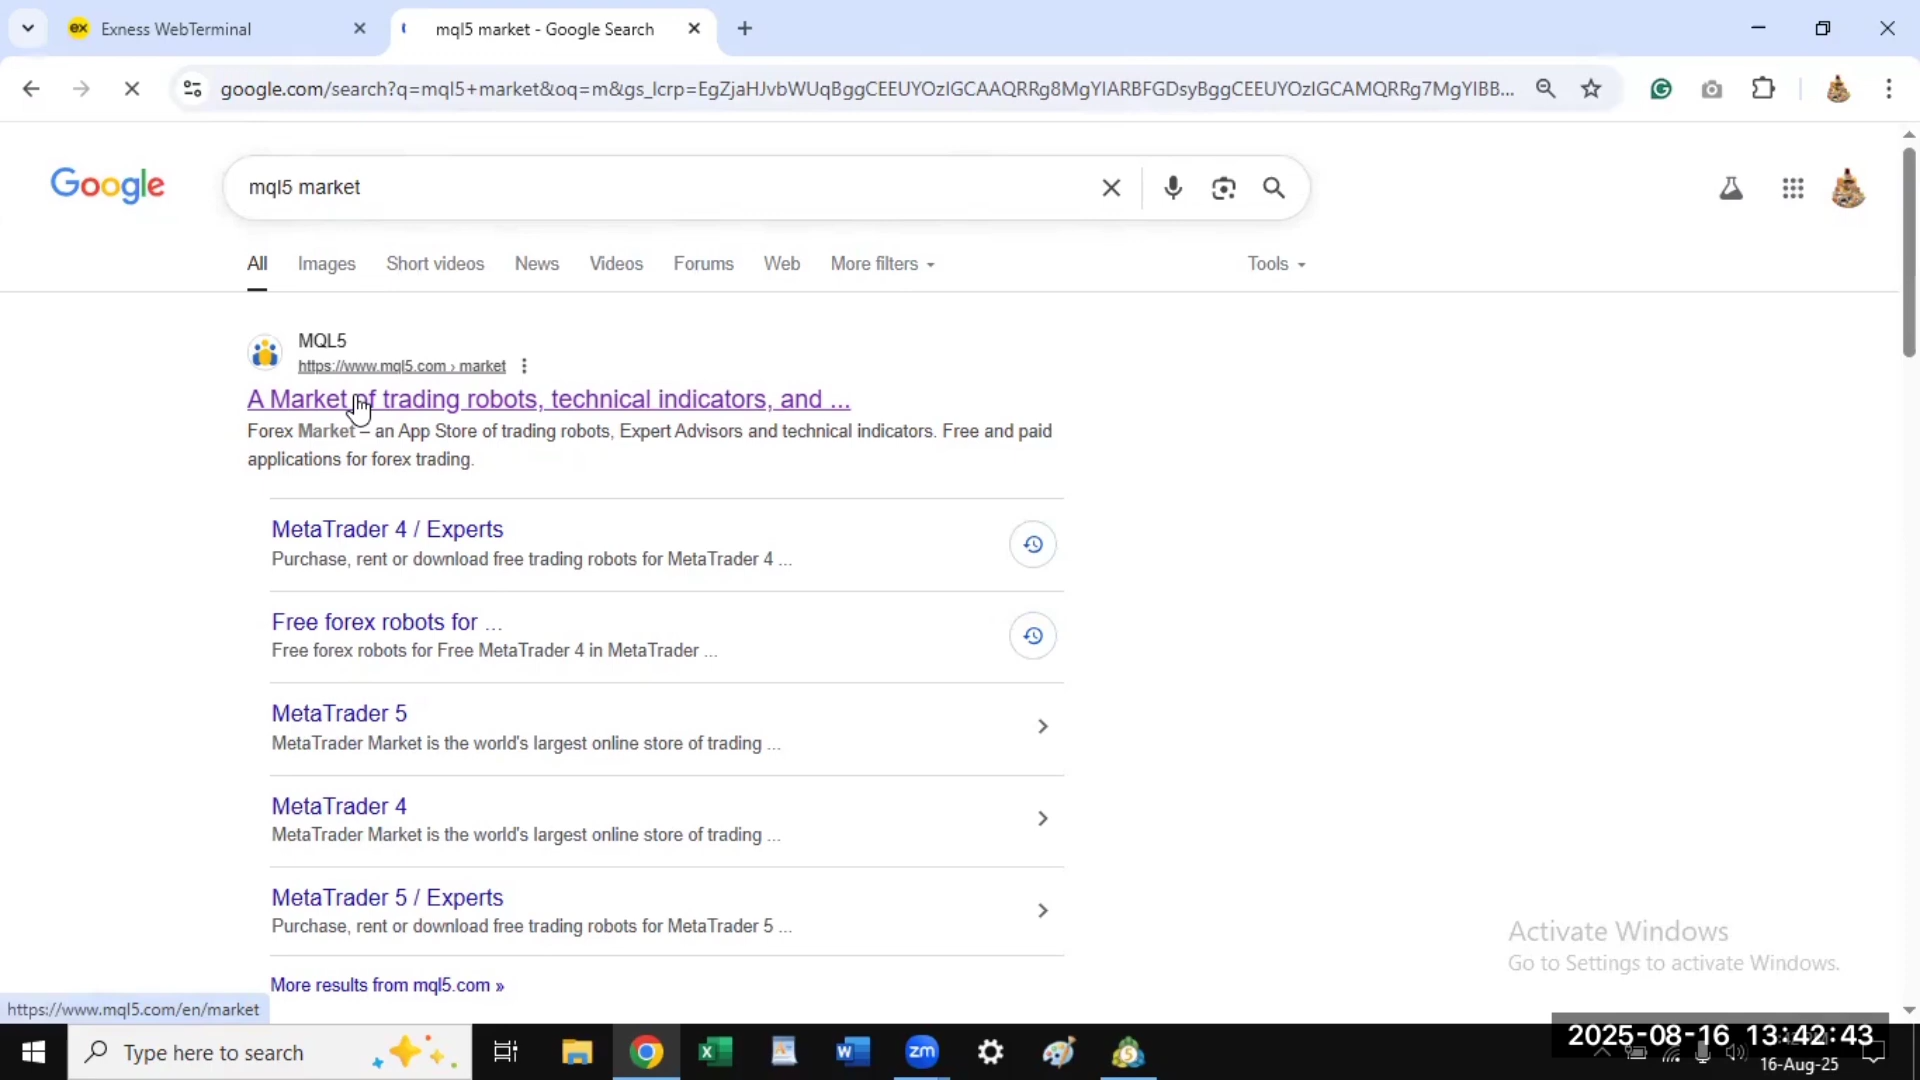 Exness WebTerminal
mql5 market - Google Search
google.com/search?q=mql5+market&oq=m&gs_lcrp=EgZjaHJvbWUqBggCEEUYOzIGCAAQRRg8MgYIARBFGDsyBggCEEUYOzIGCAMQRRg7MgYIBB...
Google
mql5 market
All Images Short videos News Videos Forums Web More filters Tools
MQL5
https://www.mql5.com › market
A Market of trading robots, technical indicators, and ...
Forex Market – an App Store of trading robots, Expert Advisors and technical indicators. Free and paid
applications for forex trading.
MetaTrader 4 / Experts
Purchase, rent or download free trading robots for MetaTrader 4 ...
Free forex robots for ...
Free forex robots for Free MetaTrader 4 in MetaTrader ...
MetaTrader 5
MetaTrader Market is the world's largest online store of trading ...
MetaTrader 4
MetaTrader Market is the world's largest online store of trading ...
MetaTrader 5 / Experts
Purchase, rent or download free trading robots for MetaTrader 5 ...
More results from mql5.com »
Activate Windows
Go to Settings to activate Windows.
https://www.mql5.com/en/market
Type here to search
zm
2025-08-16 13:42:43
16-Aug-25